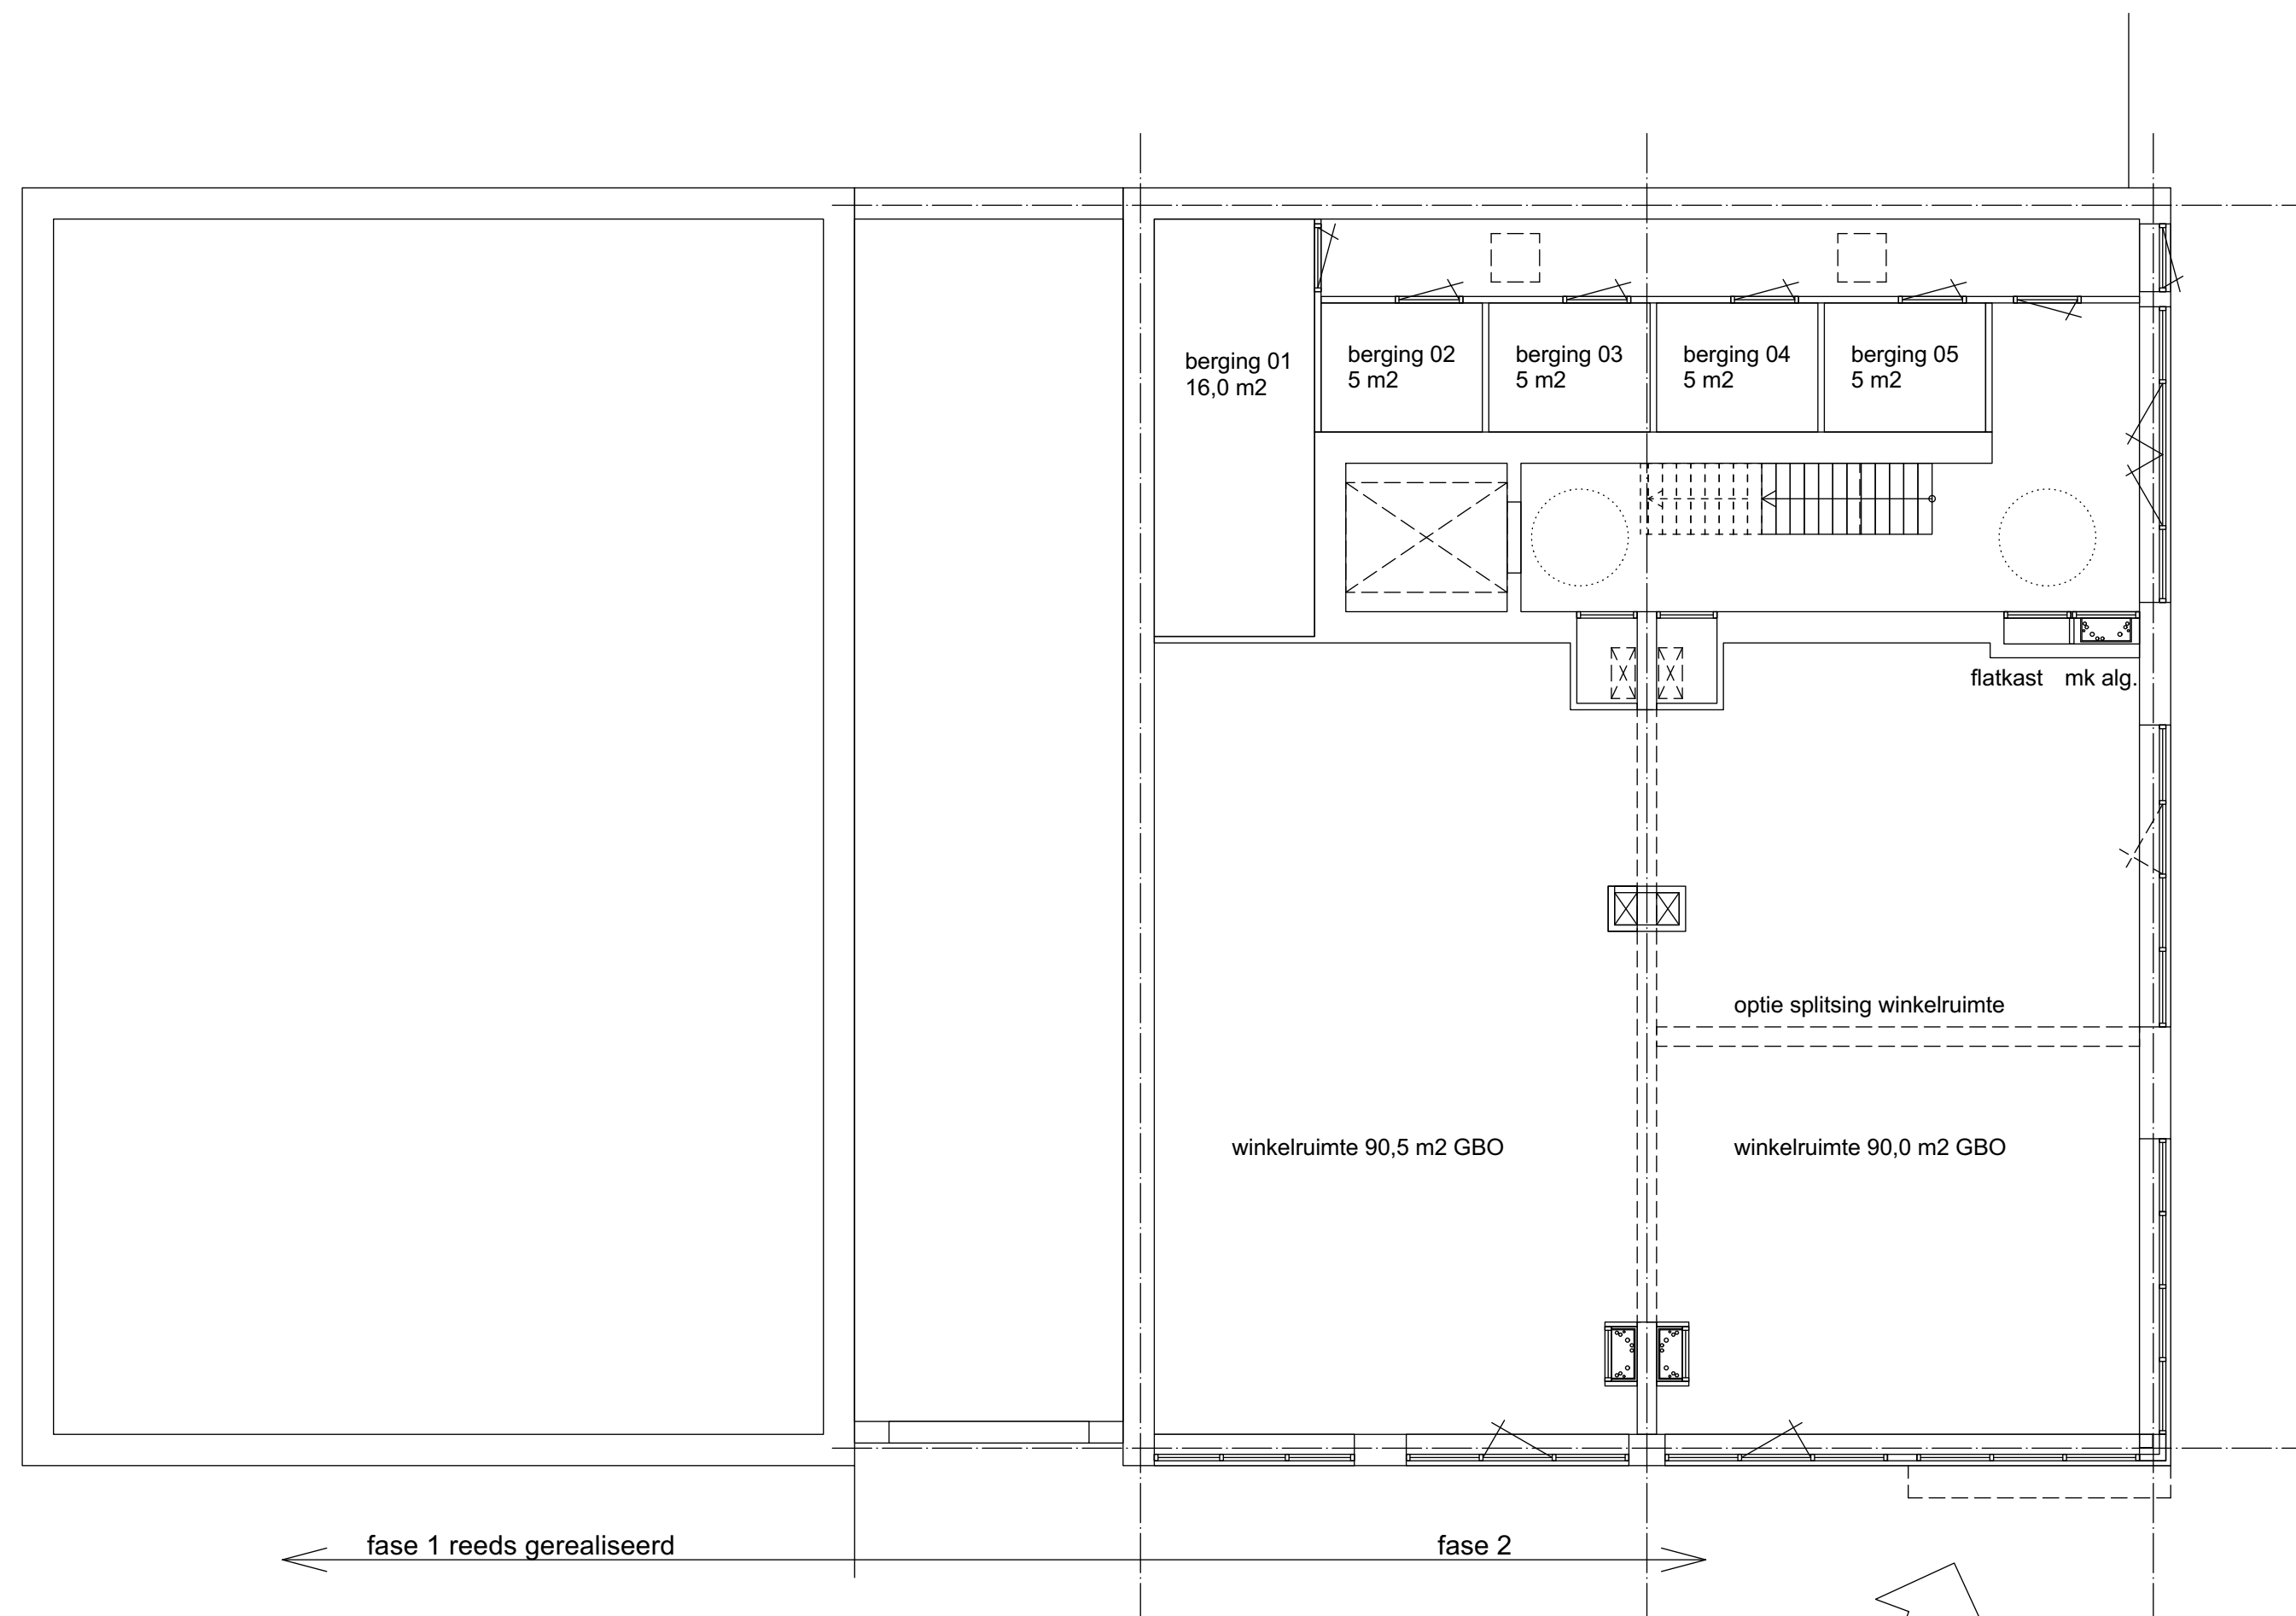 berging 01
16,0 m2
berging 02
5 m2
berging 03
5 m2
berging 04
5 m2
berging 05
5 m2
flatkast
mk alg.
optie splitsing winkelruimte
winkelruimte 90,5 m2 GBO
winkelruimte 90,0 m2 GBO
fase 1 reeds gerealiseerd
fase 2